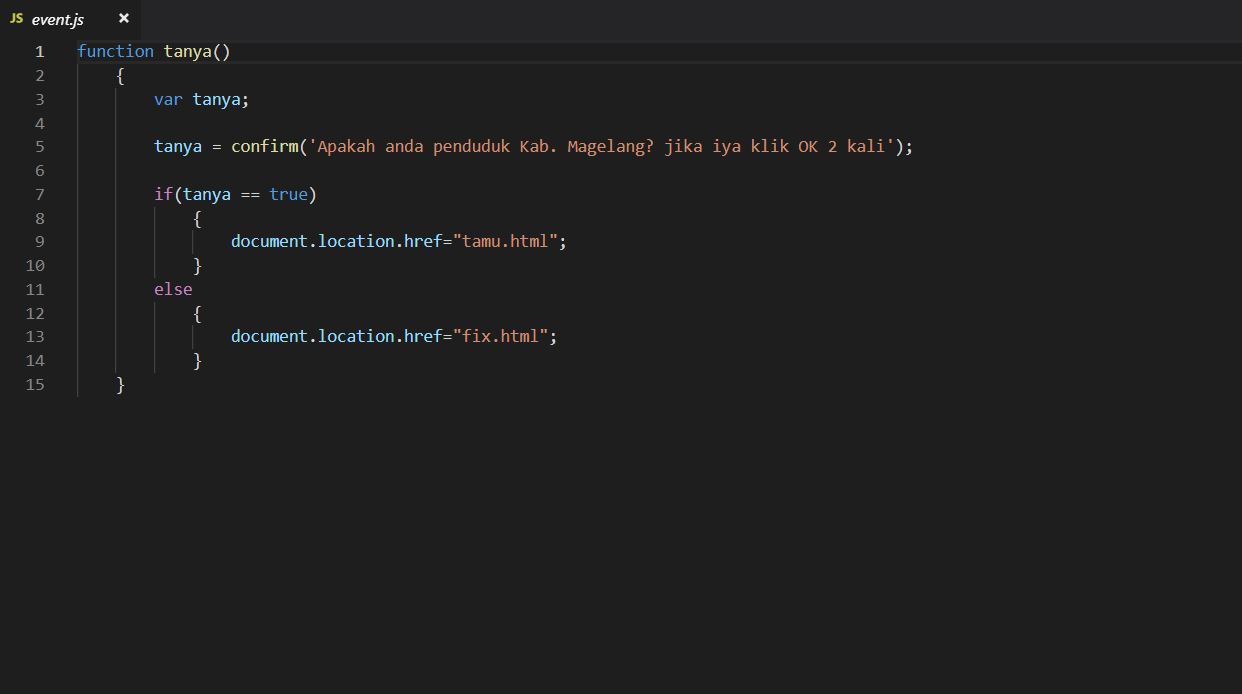 JS event.js ×
1 function tanya()
2 {
3 var tanya;
4
5 tanya = confirm('Apakah anda penduduk Kab. Magelang? jika iya klik OK 2 kali');
6
7 if(tanya == true)
8 {
9 document.location.href="tamu.html";
10 }
11 else
12 {
13 document.location.href="fix.html";
14 }
15 }